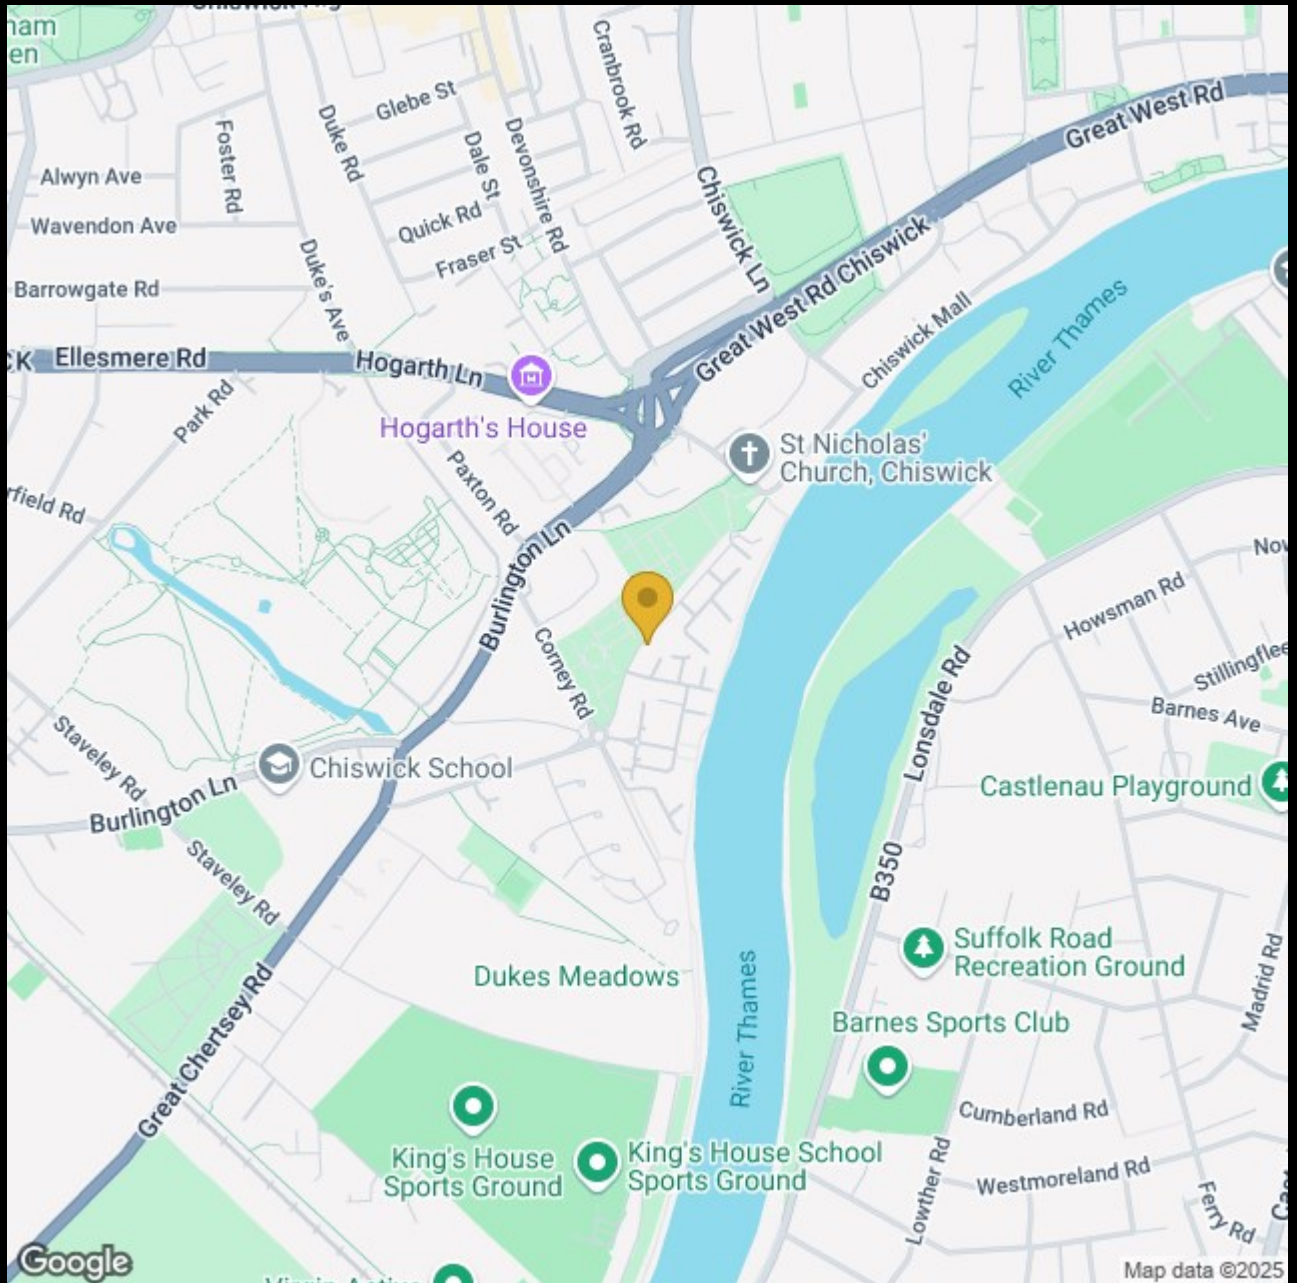 Glebe St
Cranbrook Rd
Duke Rd
Foster Rd
Dale St
Devonshire Rd
Great West Rd
Alwyn Ave
Wavendon Ave
Quick Rd
Fraser St
Chiswick Ln
Great West Rd Chiswick
Barrowgate Rd
Duke's Ave
Chiswick Mall
River Thames
Ellesmere Rd
Hogarth Ln
Park Rd
Hogarth's House
St Nicholas'
Church, Chiswick
Paxton Rd
Burlington Ln
Howsman Rd
Corney Rd
Lonsdale Rd
Barnes Ave
Staveley Rd
Chiswick School
Castlenau Playground
Burlington Ln
Staveley Rd
B350
Suffolk Road
Recreation Ground
Dukes Meadows
Madrid Rd
River Thames
Barnes Sports Club
Great Chertsey Rd
Cumberland Rd
King's House
Sports Ground
King's House School
Sports Ground
Westmoreland Rd
Lowther Rd
Ferry Rd
Google
Map data ©2025